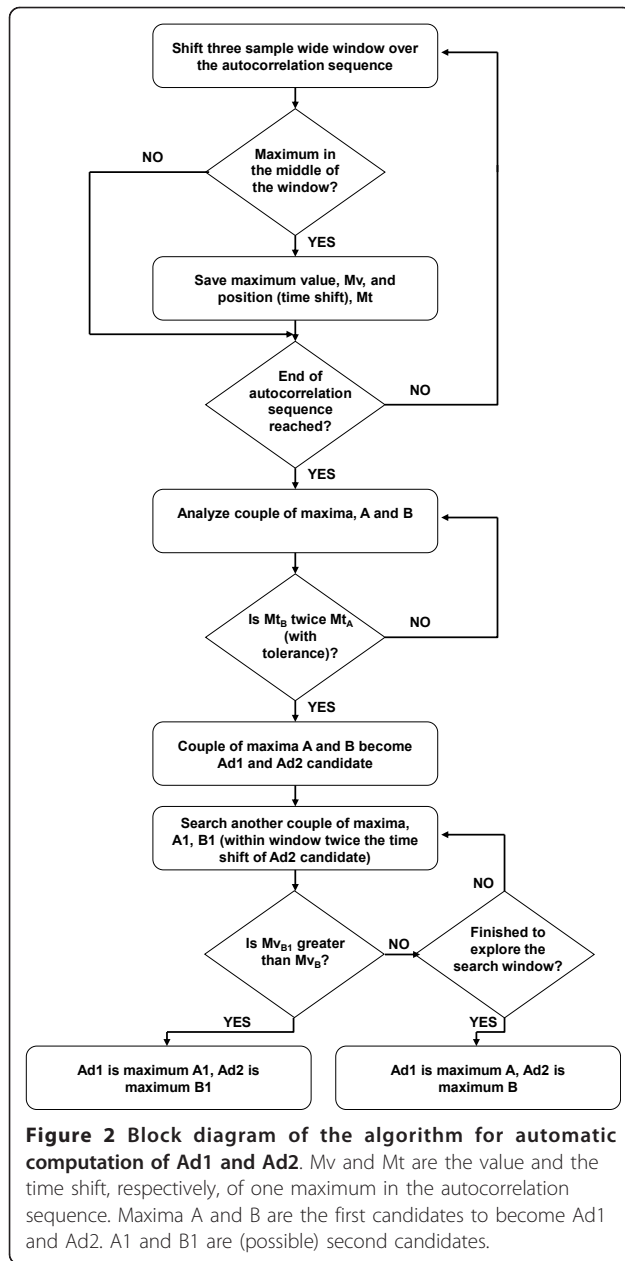 Shift three sample wide window over
the autocorrelation sequence
NO
Maximum in
the middle of
the window?
YES
Save maximum value, Mv, and
position (time shift), Mt
End of
autocorrelation
sequence
reached?
NO
YES
Analyze couple of maxima, A and B
Is MtB twice MtA
(with
tolerance)?
NO
YES
Couple of maxima A and B become
Ad1 and Ad2 candidate
Search another couple of maxima,
A1, B1 (within window twice the time
shift of Ad2 candidate)
NO
Is MvB1 greater
than MvB?
NO
Finished to
explore the
search window?
YES
YES
Ad1 is maximum A1, Ad2 is
maximum B1
Ad1 is maximum A, Ad2 is
maximum B
Figure 2 Block diagram of the algorithm for automatic
computation of Ad1 and Ad2. Mv and Mt are the value and the
time shift, respectively, of one maximum in the autocorrelation
sequence. Maxima A and B are the first candidates to become Ad1
and Ad2. A1 and B1 are (possible) second candidates.